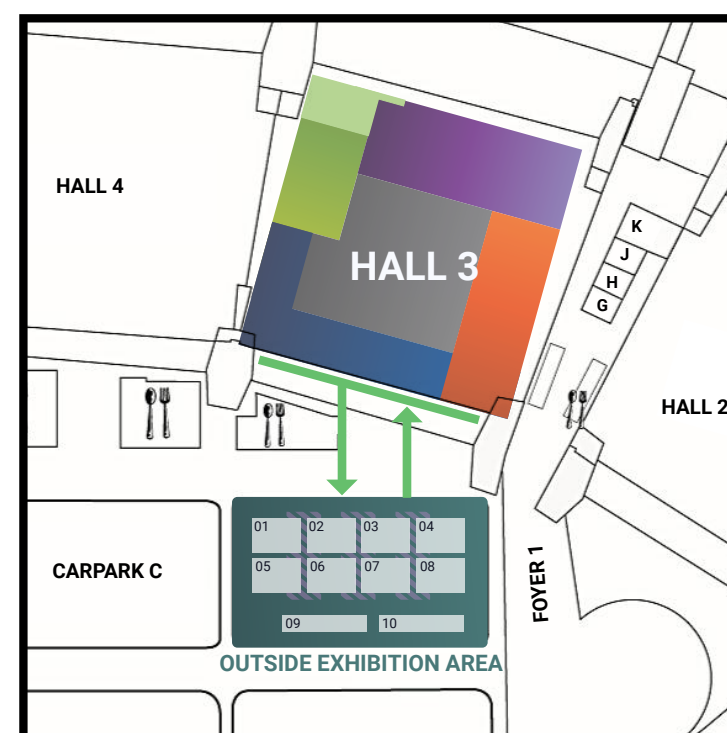 HALL 4
HALL 3
K
J
H
G
HALL 2
01 02 03 04
05 06 07 08
09 10
CARPARK C
FOYER 1
OUTSIDE EXHIBITION AREA